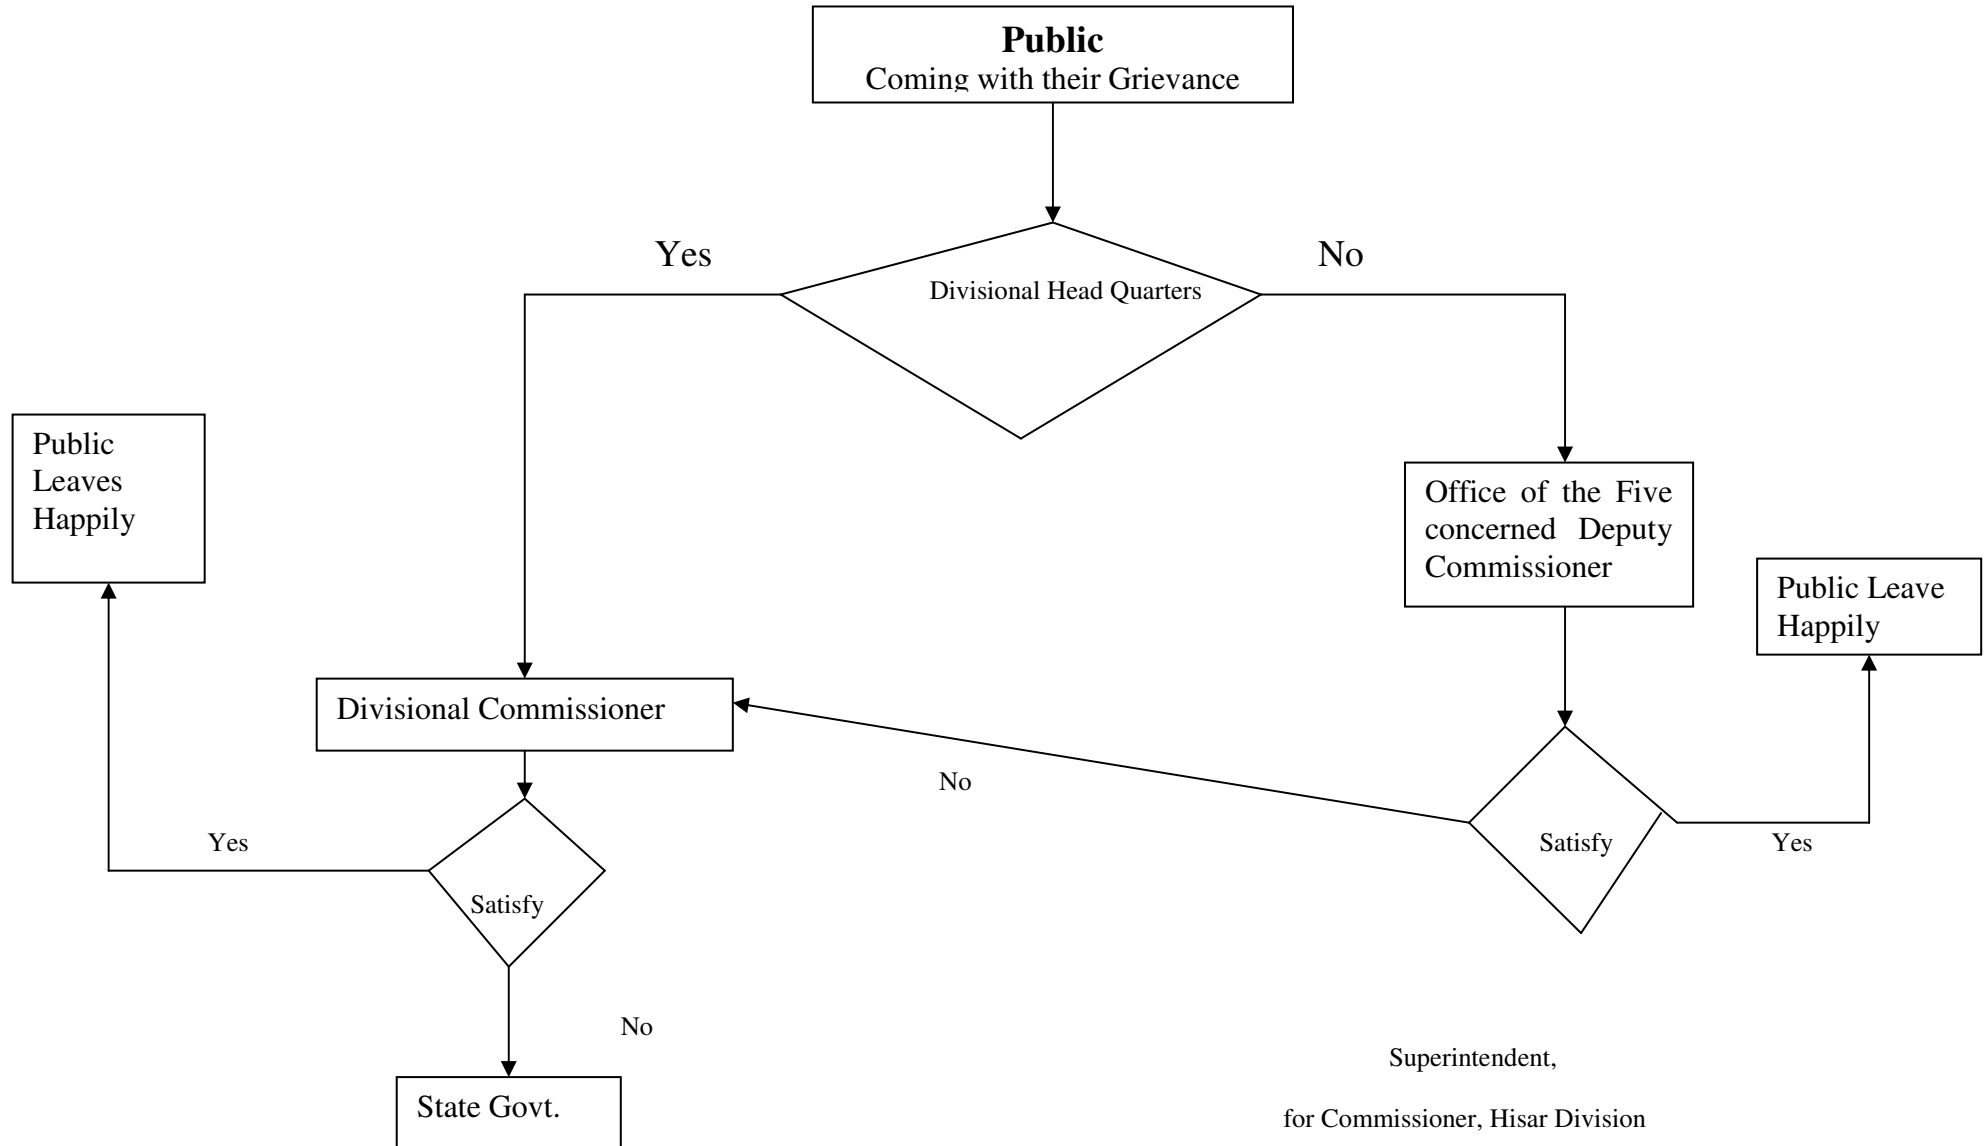 Public
Coming with their Grievance
Yes
No
Divisional Head Quarters
Public
Leaves
Happily
Office of the Five
concerned Deputy
Commissioner
Public Leave
Happily
Divisional Commissioner
No
Yes
Satisfy
Yes
Satisfy
No
Superintendent,
State Govt.
for Commissioner, Hisar Division